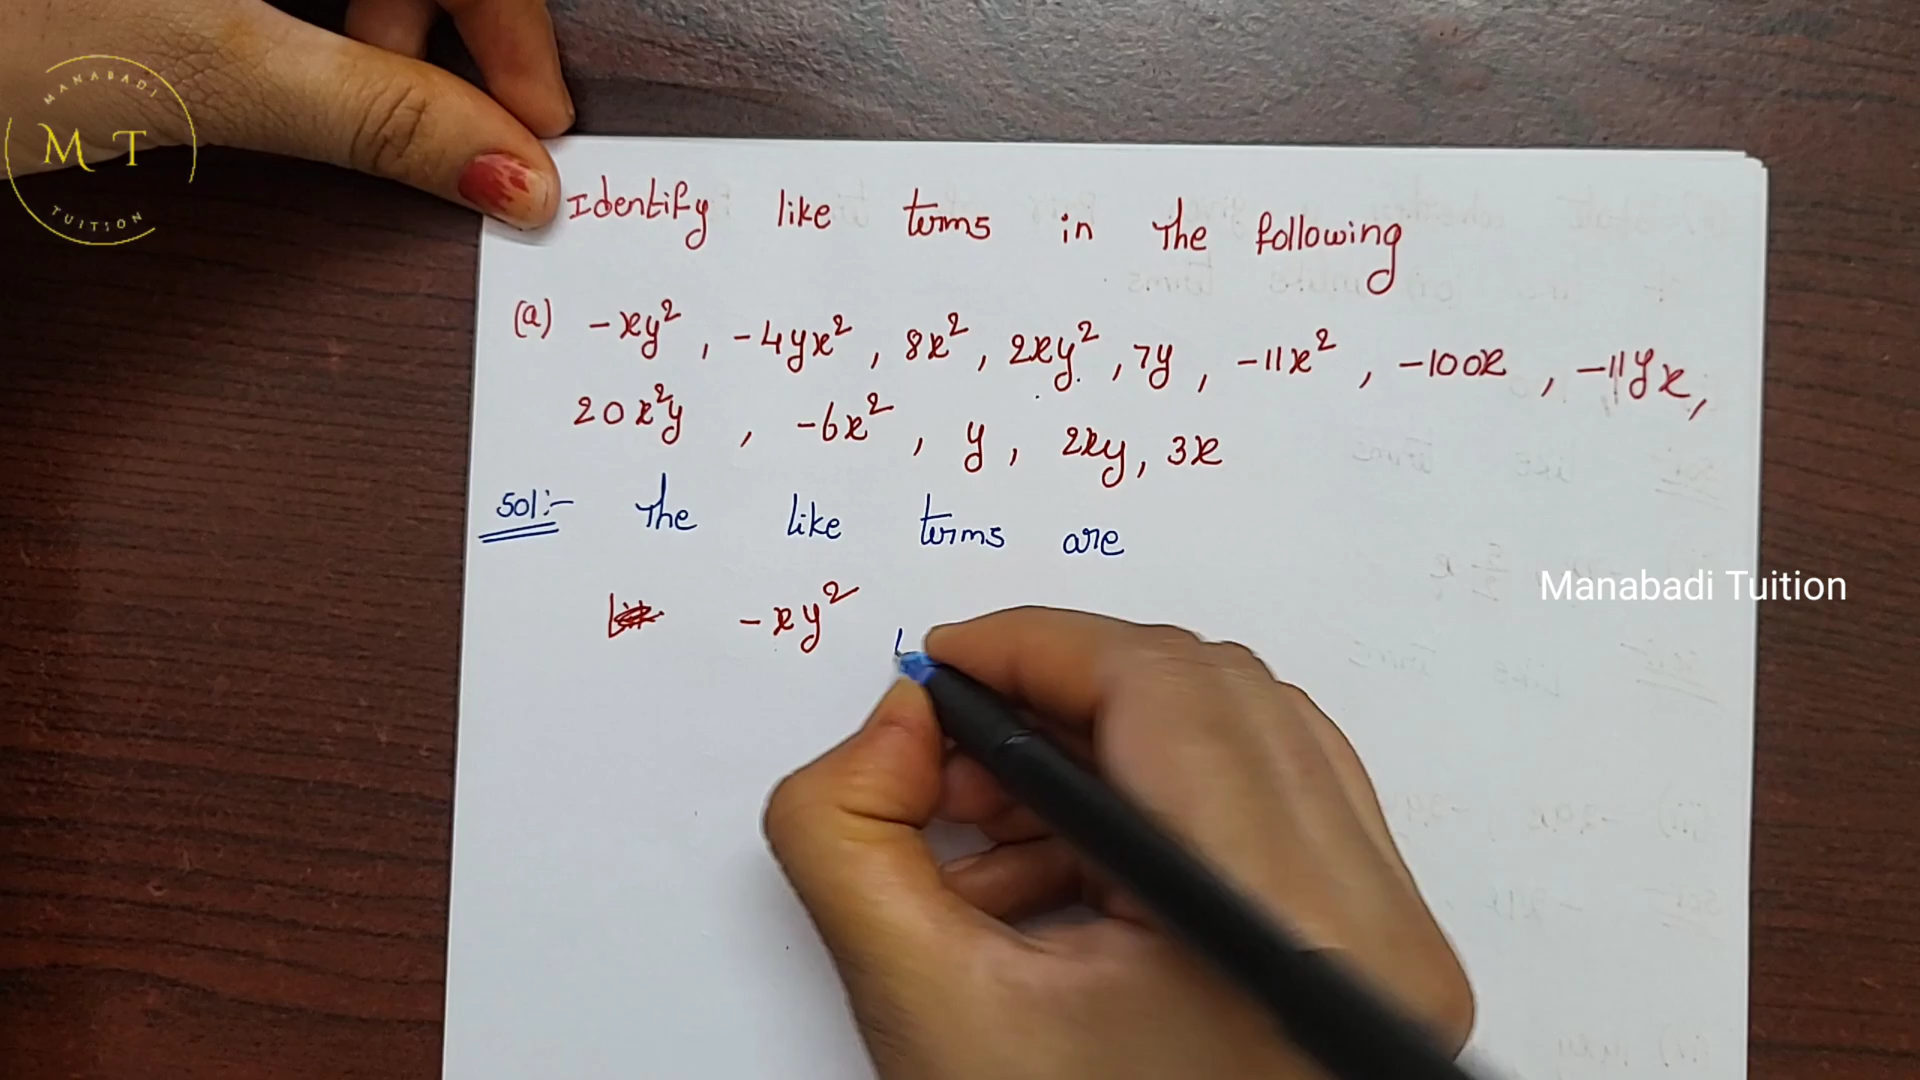 MANABADI
M T
TUITION
Identify like terms in the following
(a) -xy², -4yx², 8x², 2xy², 7y, -11x², -100x, -11yx,
20x²y, -6x², y, 2xy, 3x
Sol:- The like terms are
-xy²
Manabadi Tuition